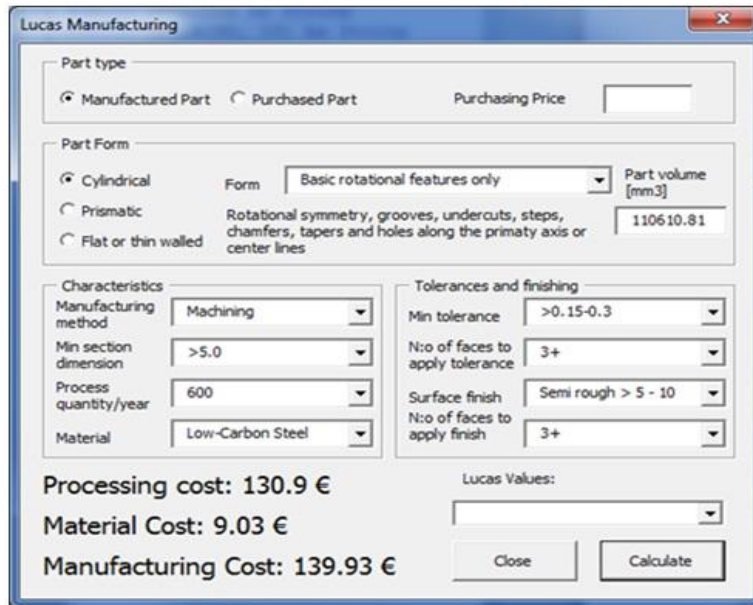 Lucas Manufacturing
Part type
Manufactured Part
Purchased Part
Purchasing Price
Part Form
Cylindrical
Prismatic
Flat or thin walled
Form
Basic rotational features only
Part volume
[mm3]
110610.81
Rotational symmetry, grooves, undercuts, steps,
chamfers, tapers and holes along the primaty axis or
center lines
Characteristics
Manufacturing
method
Machining
Min section
dimension
>5.0
Process
quantity/year
600
Material
Low-Carbon Steel
Tolerances and finishing
Min tolerance
>0.15-0.3
N:o of faces to
apply tolerance
3+
Surface finish
Semi rough > 5 - 10
N:o of faces to
apply finish
3+
Processing cost: 130.9 €
Material Cost: 9.03 €
Manufacturing Cost: 139.93 €
Lucas Values:
Close
Calculate